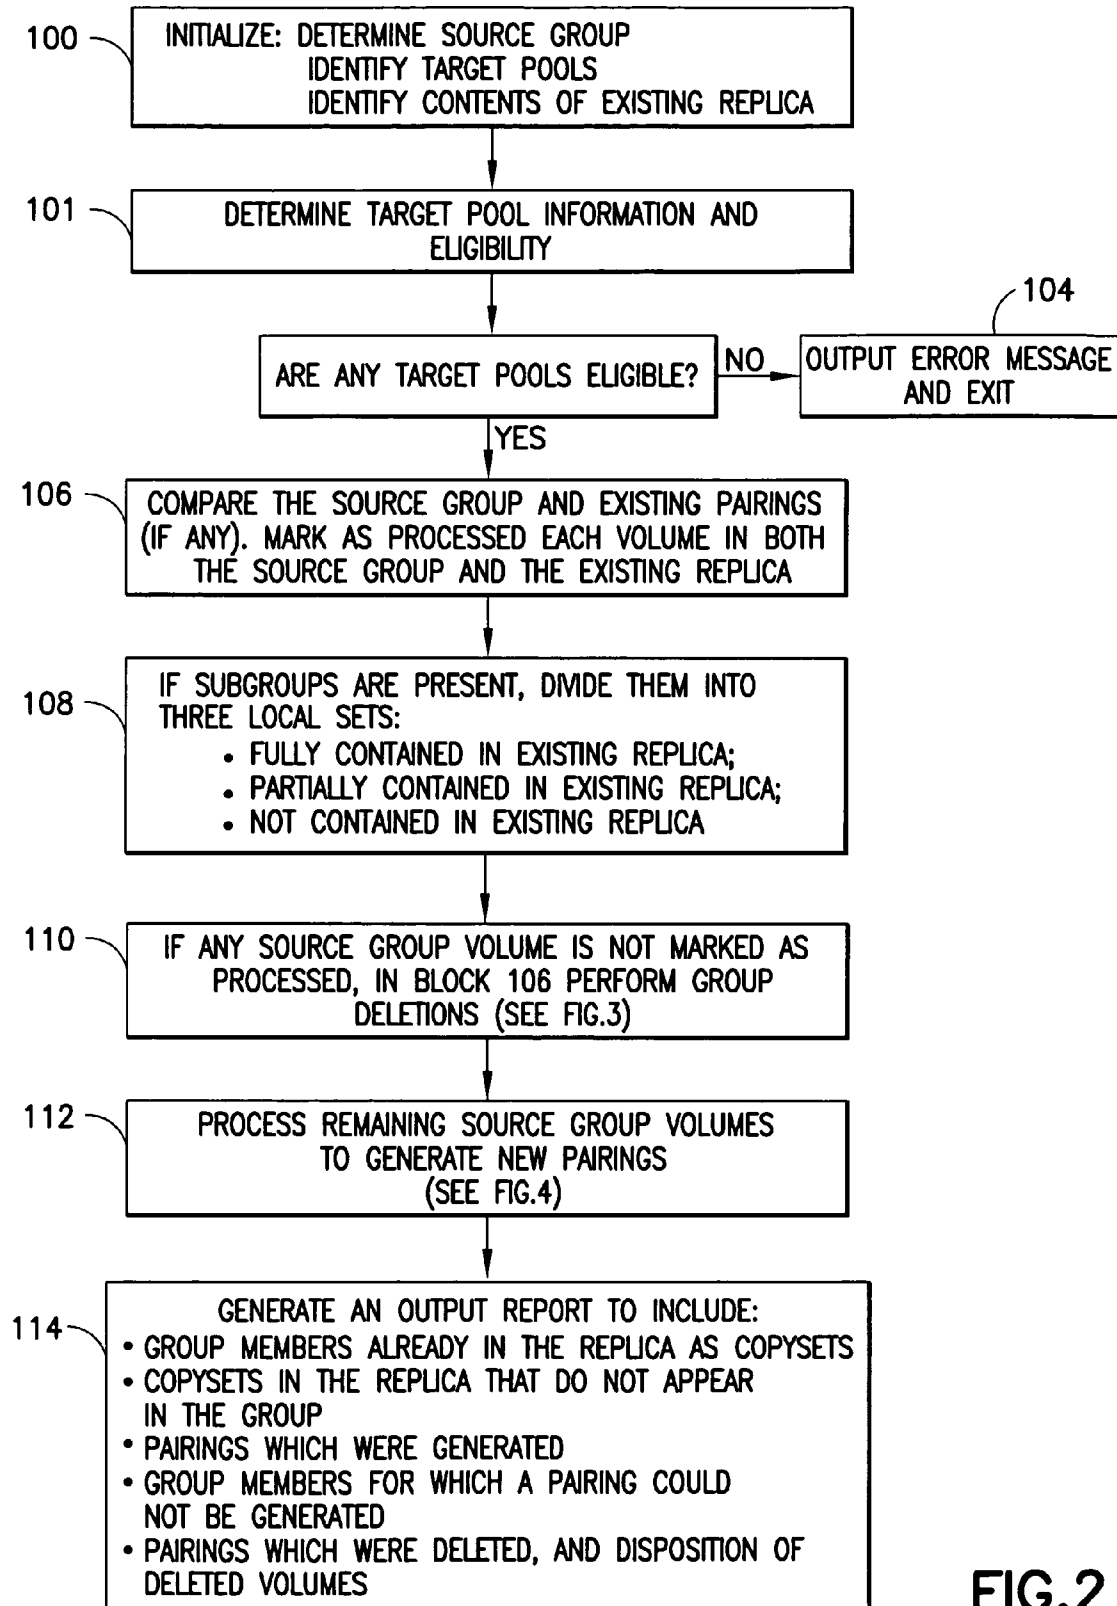 100
INITIALIZE: DETERMINE SOURCE GROUP
IDENTIFY TARGET POOLS
IDENTIFY CONTENTS OF EXISTING REPLICA
101
DETERMINE TARGET POOL INFORMATION AND
ELIGIBILITY
104
ARE ANY TARGET POOLS ELIGIBLE?
NO
OUTPUT ERROR MESSAGE
AND EXIT
YES
106
COMPARE THE SOURCE GROUP AND EXISTING PAIRINGS
(IF ANY). MARK AS PROCESSED EACH VOLUME IN BOTH
THE SOURCE GROUP AND THE EXISTING REPLICA
108
IF SUBGROUPS ARE PRESENT, DIVIDE THEM INTO
THREE LOCAL SETS:
• FULLY CONTAINED IN EXISTING REPLICA;
• PARTIALLY CONTAINED IN EXISTING REPLICA;
• NOT CONTAINED IN EXISTING REPLICA
110
IF ANY SOURCE GROUP VOLUME IS NOT MARKED AS
PROCESSED, IN BLOCK 106 PERFORM GROUP
DELETIONS (SEE FIG.3)
112
PROCESS REMAINING SOURCE GROUP VOLUMES
TO GENERATE NEW PAIRINGS
(SEE FIG.4)
114
GENERATE AN OUTPUT REPORT TO INCLUDE:
• GROUP MEMBERS ALREADY IN THE REPLICA AS COPYSETS
• COPYSETS IN THE REPLICA THAT DO NOT APPEAR
IN THE GROUP
• PAIRINGS WHICH WERE GENERATED
• GROUP MEMBERS FOR WHICH A PAIRING COULD
NOT BE GENERATED
• PAIRINGS WHICH WERE DELETED, AND DISPOSITION OF
DELETED VOLUMES
FIG.2